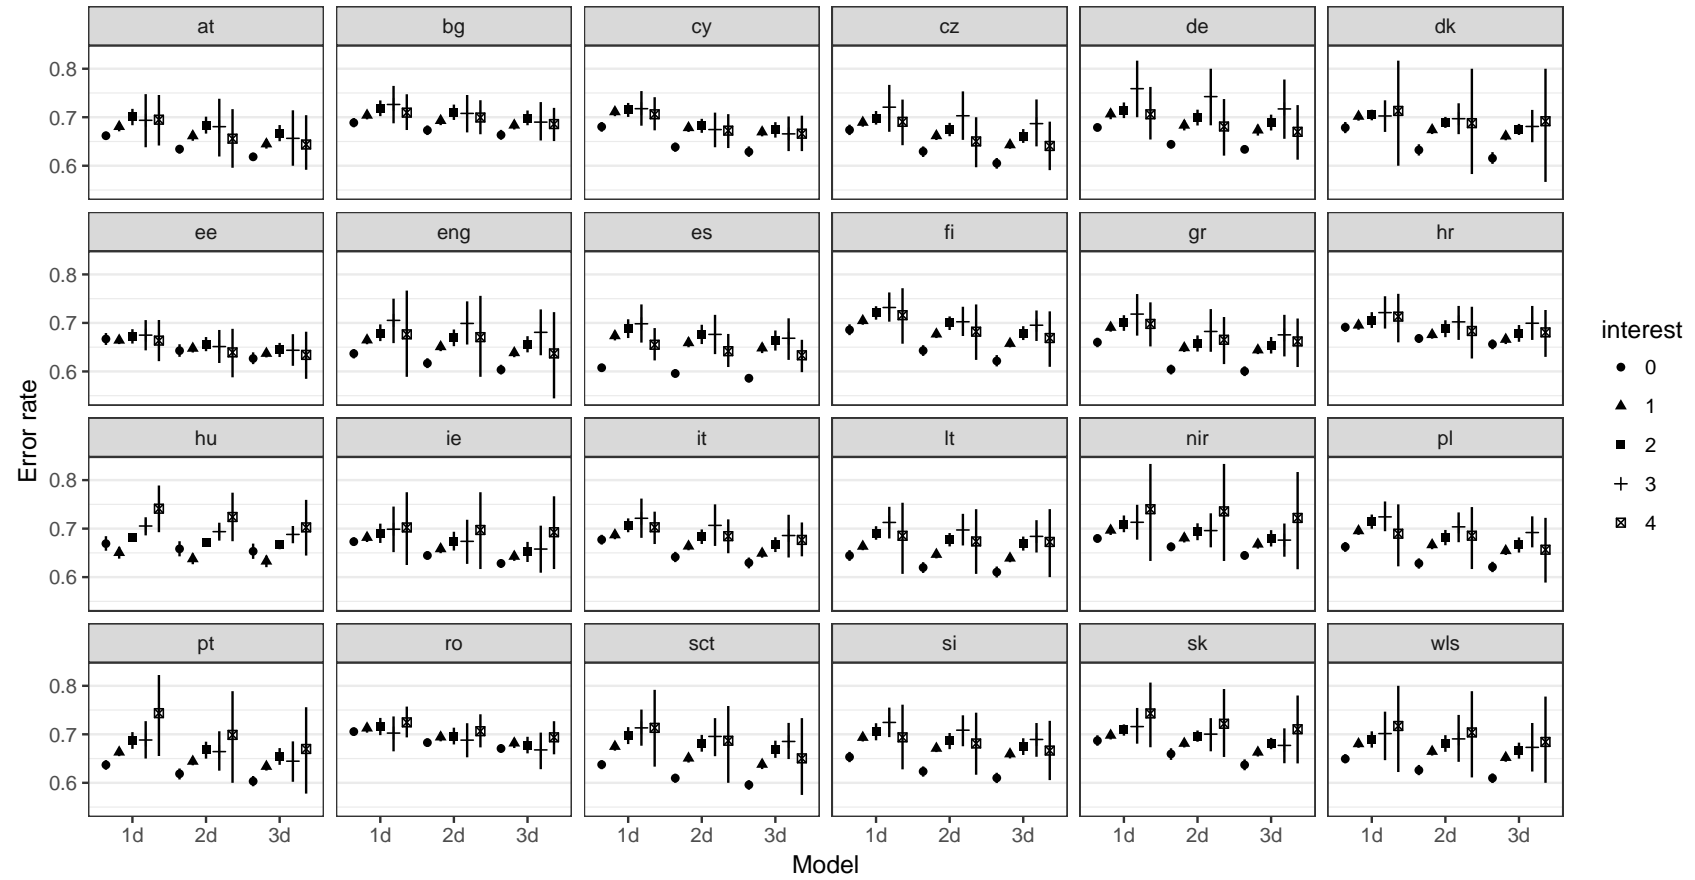 at bg cy cz de dk
0.8
0.7
0.6
ee eng es fi gr hr
0.8
0.7
0.6
hu ie it lt nir pl
0.8
0.7
0.6
pt ro sct si sk wls
0.8
0.7
0.6
1d 2d 3d 1d 2d 3d 1d 2d 3d 1d 2d 3d 1d 2d 3d 1d 2d 3d
Model
Error rate
interest
0
1
2
3
4